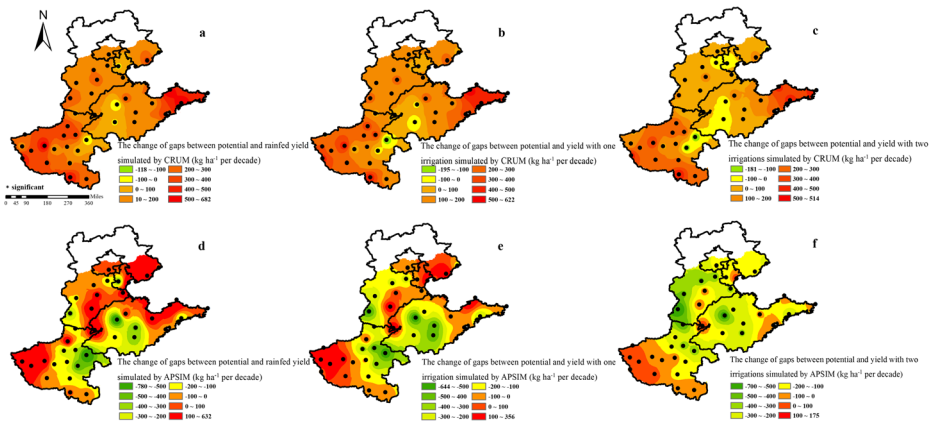 N
a
b
c
The change of gaps between potential and rainfed yield
simulated by CRUM (kg ha⁻¹ per decade)
-118 ~ -100 200 ~ 300
-100 ~ 0 300 ~ 400
0 ~ 100 400 ~ 500
10 ~ 200 500 ~ 682
• significant
Miles
0 45 90 180 270 360
The change of gaps between potential and yield with one
irrigation simulated by CRUM (kg ha⁻¹ per decade)
-195 ~ -100 200 ~ 300
-100 ~ 0 300 ~ 400
0 ~ 100 400 ~ 500
100 ~ 200 500 ~ 622
The change of gaps between potential and yield with two
irrigations simulated by CRUM (kg ha⁻¹ per decade)
-181 ~ -100 200 ~ 300
-100 ~ 0 300 ~ 400
0 ~ 100 400 ~ 500
100 ~ 200 500 ~ 514
d
e
f
The change of gaps between potential and rainfed yield
simulated by APSIM (kg ha⁻¹ per decade)
-780 ~ -500 -200 ~ -100
-500 ~ -400 -100 ~ 0
-400 ~ -300 0 ~ 100
-300 ~ -200 100 ~ 632
The change of gaps between potential and yield with one
irrigation simulated by APSIM (kg ha⁻¹ per decade)
-644 ~ -500 -200 ~ -100
-500 ~ -400 -100 ~ 0
-400 ~ -300 0 ~ 100
-300 ~ -200 100 ~ 356
The change of gaps between potential and yield with two
irrigations simulated by APSIM (kg ha⁻¹ per decade)
-700 ~ -500 -200 ~ -100
-500 ~ -400 -100 ~ 0
-400 ~ -300 0 ~ 100
-300 ~ -200 100 ~ 175